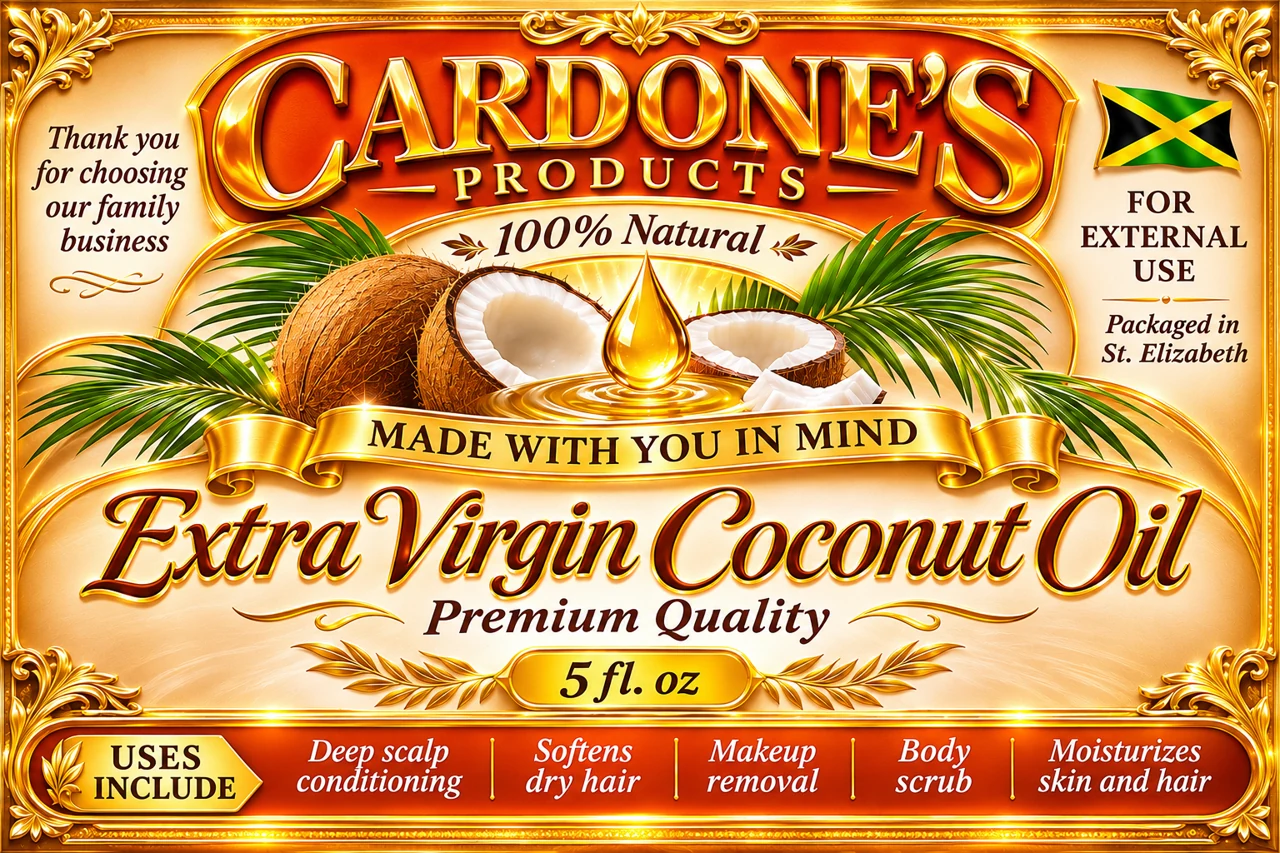 CARDONE'S
PRODUCTS
100% Natural
Thank you
for choosing
our family
business
FOR
EXTERNAL
USE
Packaged in
St. Elizabeth
MADE WITH YOU IN MIND
Extra Virgin Coconut Oil
Premium Quality
5 fl. oz
USES
INCLUDE
Deep scalp
conditioning
Softens
dry hair
Makeup
removal
Body
scrub
Moisturizes
skin and hair